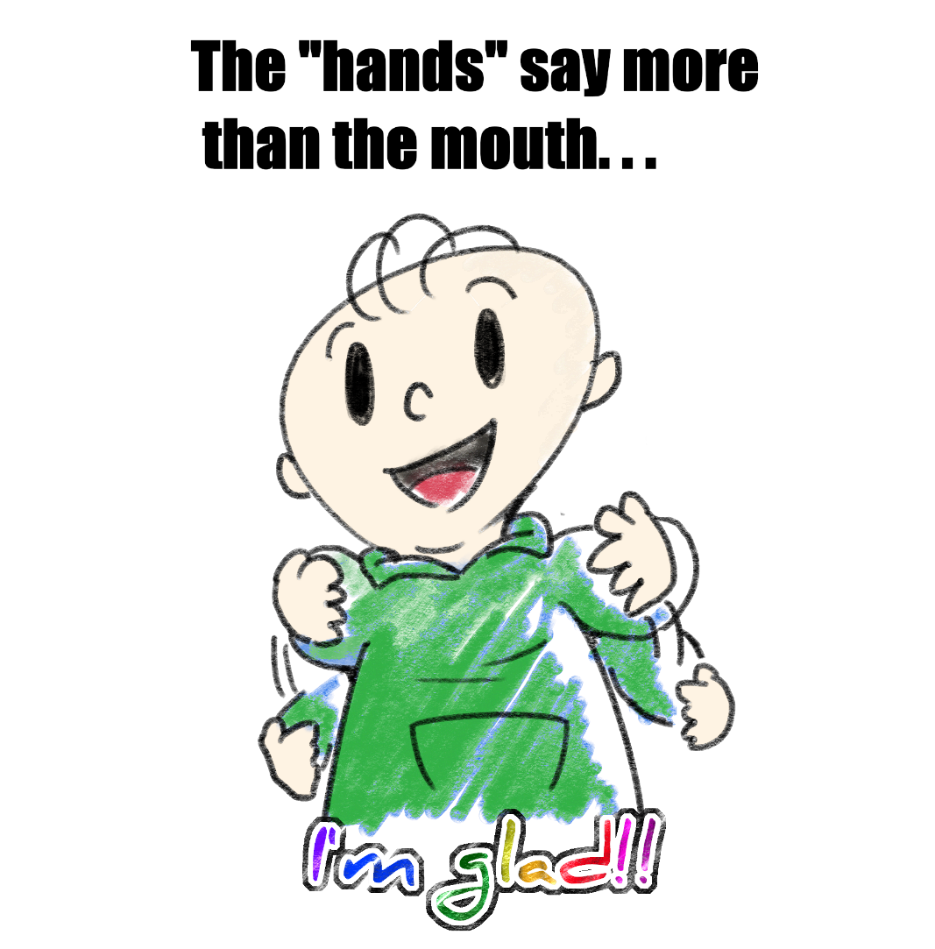 The "hands" say more
than the mouth. . .
I'm glad!!